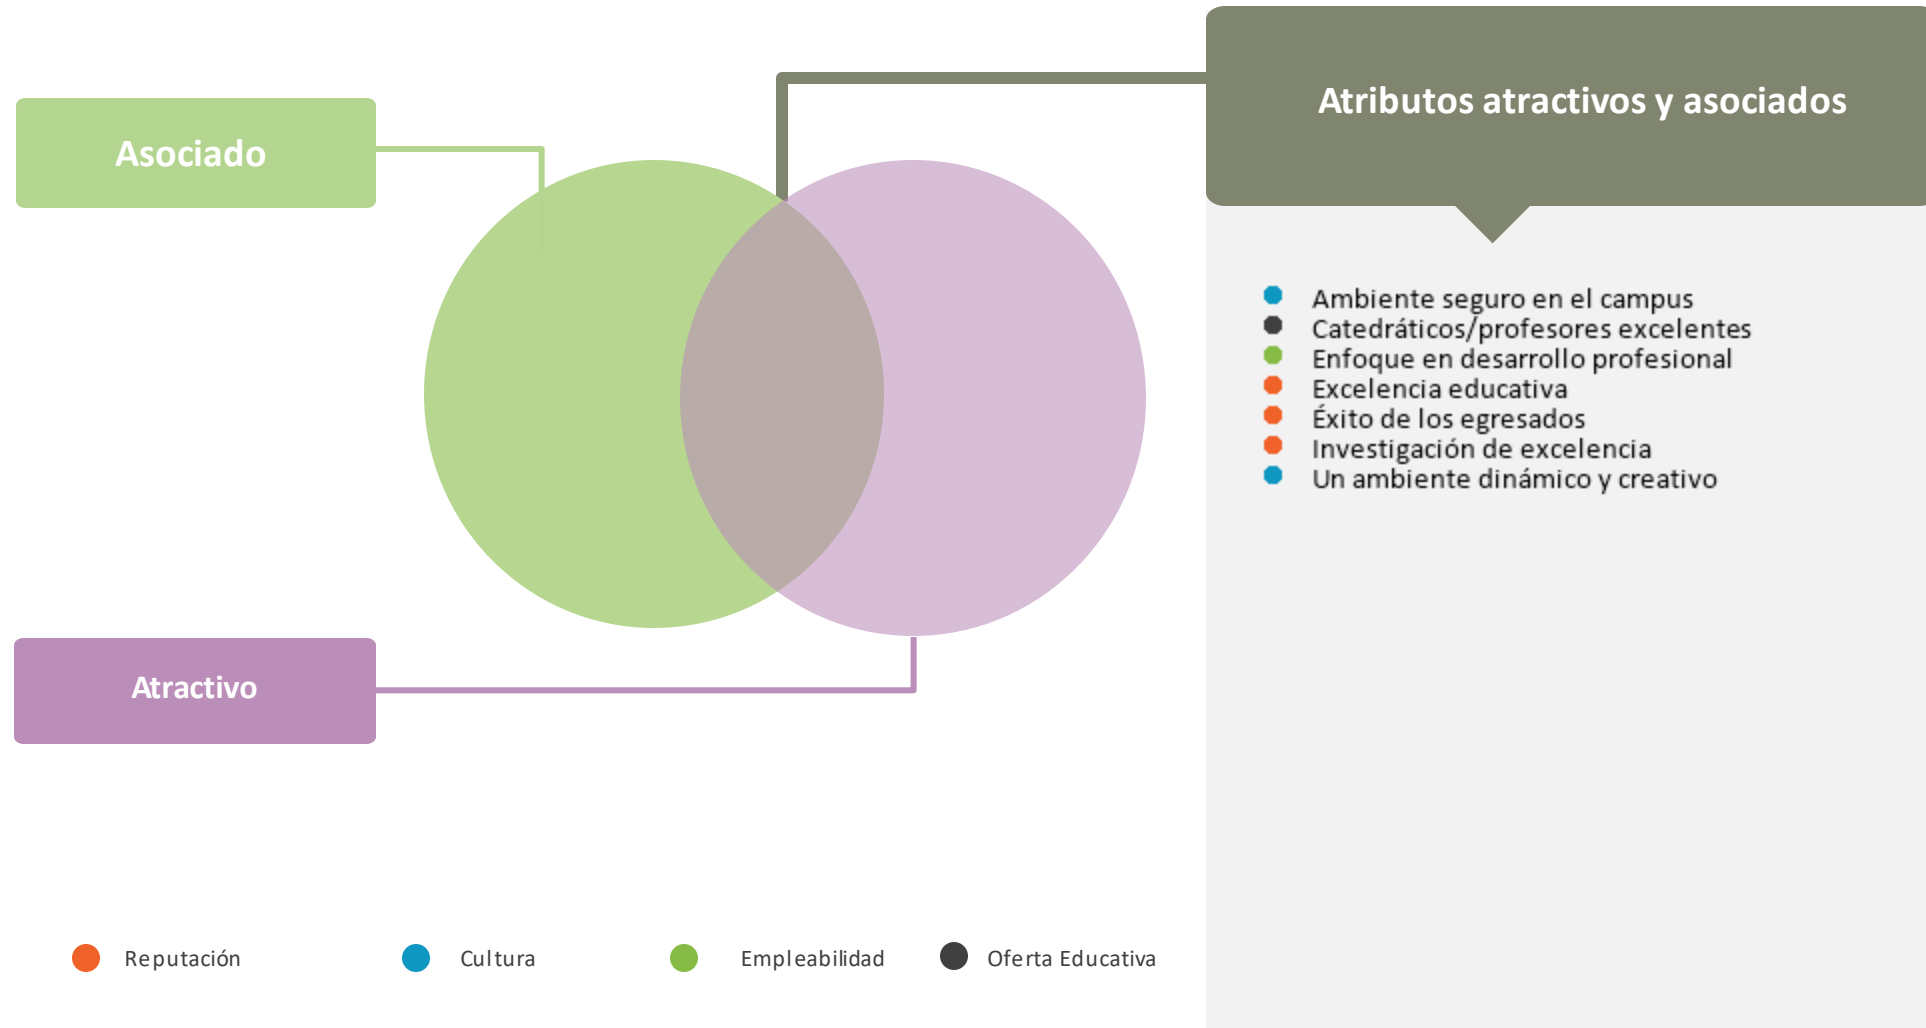 Atributos atractivos y asociados
Asociado
Ambiente seguro en el campus
Catedráticos/profesores excelentes
Enfoque en desarrollo profesional
Excelencia educativa
Éxito de los egresados
Investigación de excelencia
Un ambiente dinámico y creativo
Atractivo
Reputación
Cultura
Empleabilidad
Oferta Educativa